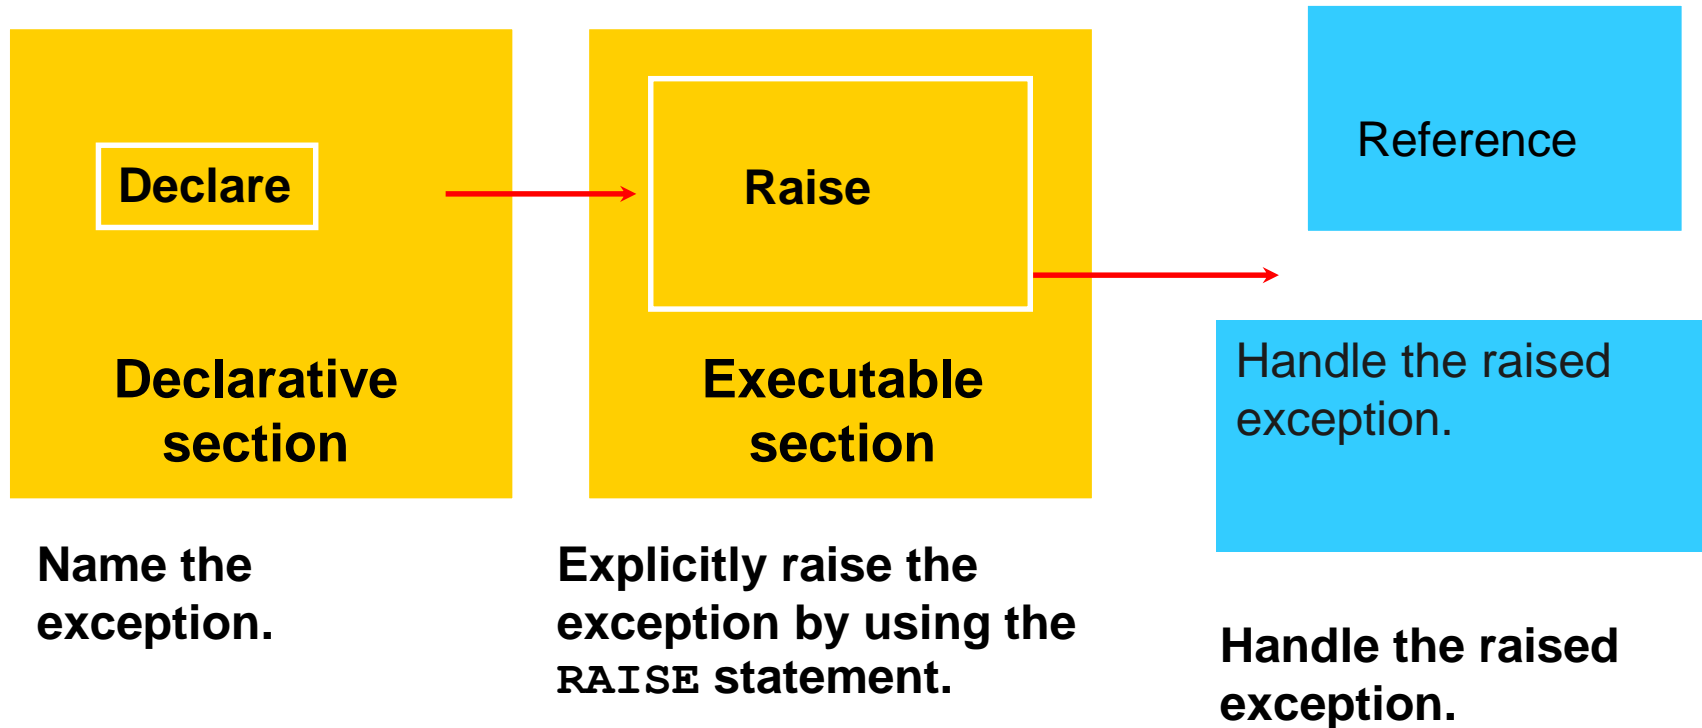 Declare
Declarative
section
Name the
exception.
Raise
Executable
section
Explicitly raise the
exception by using the
RAISE statement.
Reference
Handle the raised
exception.
Handle the raised
exception.